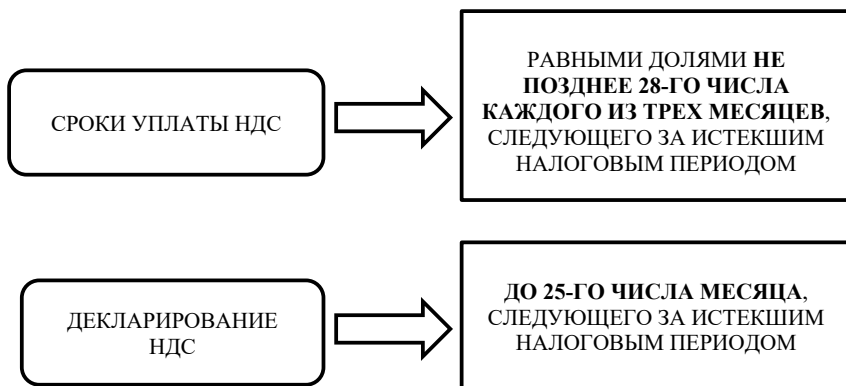 СРОКИ УПЛАТЫ НДС
РАВНЫМИ ДОЛЯМИ НЕ
ПОЗДНЕЕ 28-ГО ЧИСЛА
КАЖДОГО ИЗ ТРЕХ МЕСЯЦЕВ,
СЛЕДУЮЩЕГО ЗА ИСТЕКШИМ
НАЛОГОВЫМ ПЕРИОДОМ
ДЕКЛАРИРОВАНИЕ
НДС
ДО 25-ГО ЧИСЛА МЕСЯЦА,
СЛЕДУЮЩЕГО ЗА ИСТЕКШИМ
НАЛОГОВЫМ ПЕРИОДОМ